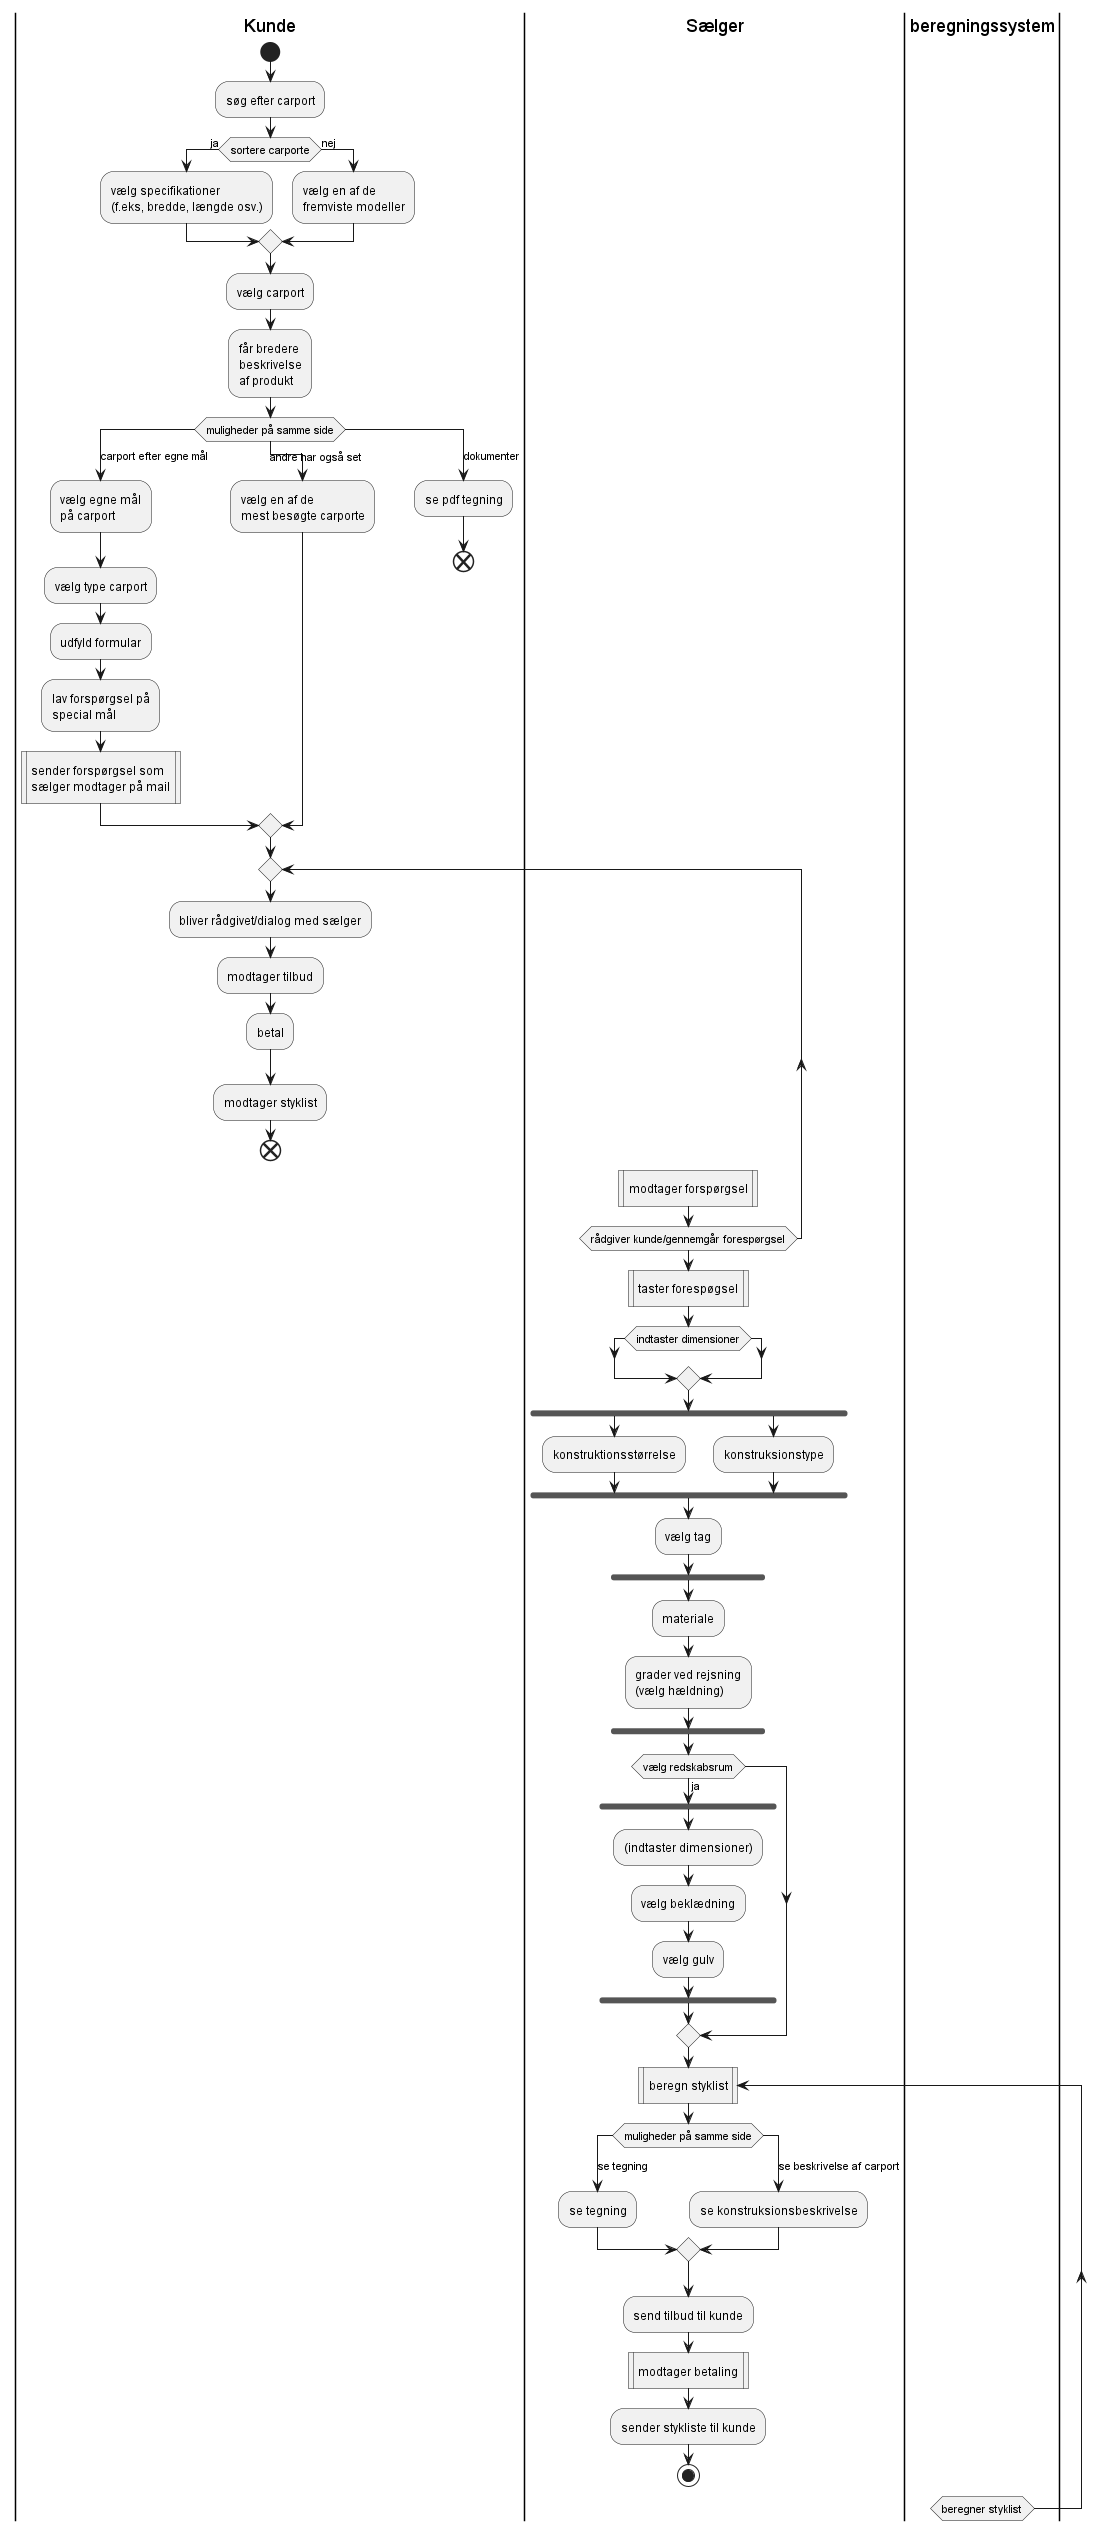 Kunde
Sælger
beregningssystem
søg efter carport
ja
sortere carporte
nej
vælg specifikationer
(f.eks, bredde, længde osv.)
vælg en af de
fremviste modeller
vælg carport
får bredere
beskrivelse
af produkt
muligheder på samme side
carport efter egne mål
andre har også set
dokumenter
vælg egne mål
på carport
vælg en af de
mest besøgte carporte
se pdf tegning
vælg type carport
udfyld formular
lav forspørgsel på
special mål
sender forspørgsel som
sælger modtager på mail
bliver rådgivet/dialog med sælger
modtager tilbud
betal
modtager styklist
modtager forspørgsel
rådgiver kunde/gennemgår forespørgsel
taster forespøgsel
indtaster dimensioner
konstruktionsstørrelse
konstruksionstype
vælg tag
materiale
grader ved rejsning
(vælg hældning)
vælg redskabsrum
ja
(indtaster dimensioner)
vælg beklædning
vælg gulv
beregn styklist
muligheder på samme side
se tegning
se beskrivelse af carport
se tegning
se konstruksionsbeskrivelse
send tilbud til kunde
modtager betaling
sender stykliste til kunde
beregner styklist